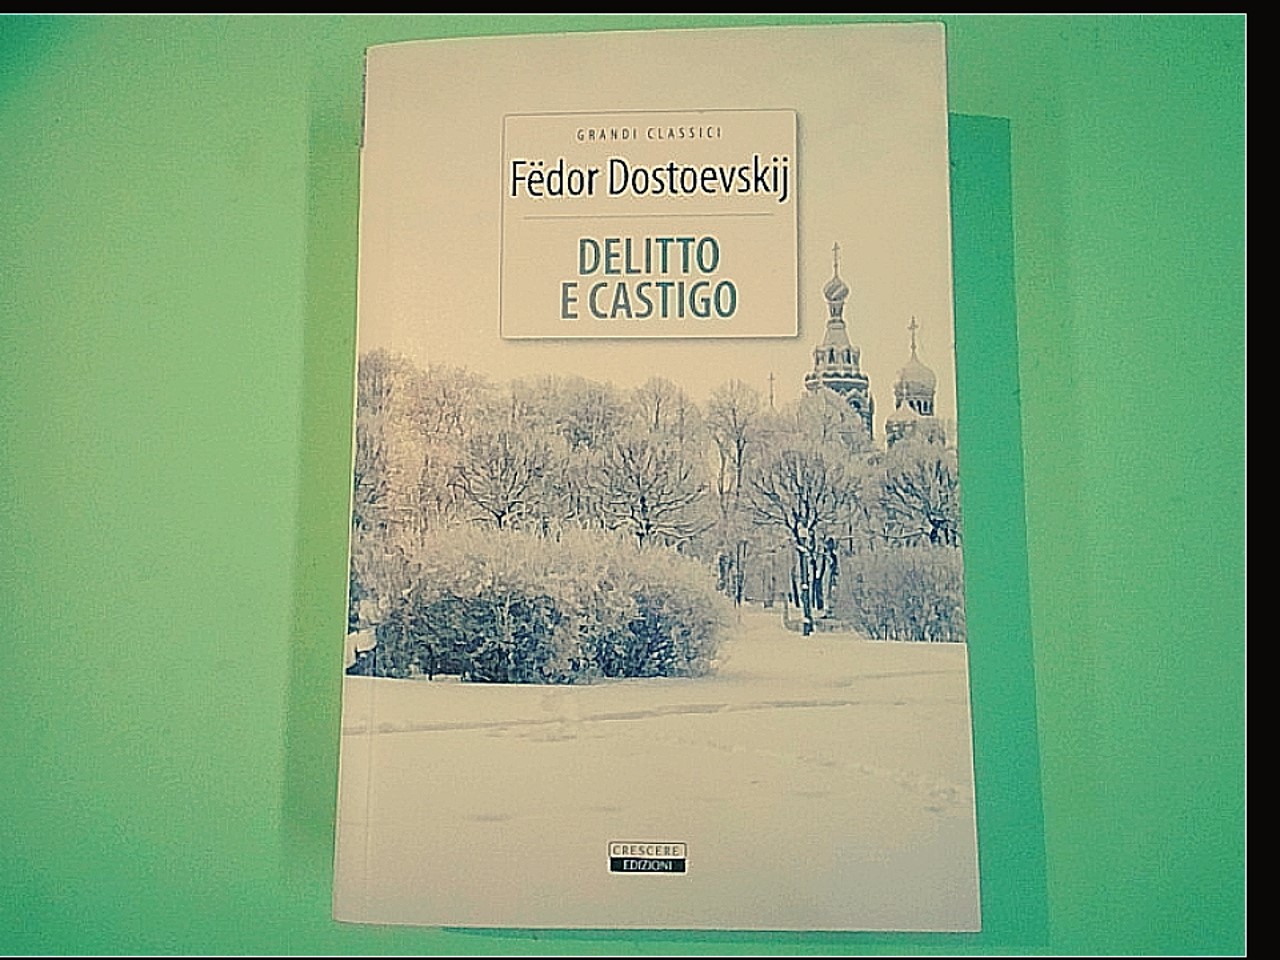 GRANDI CLASSICI
Fëdor Dostoevskij
DELITTO
E CASTIGO
CRESCERE
EDIZIONI